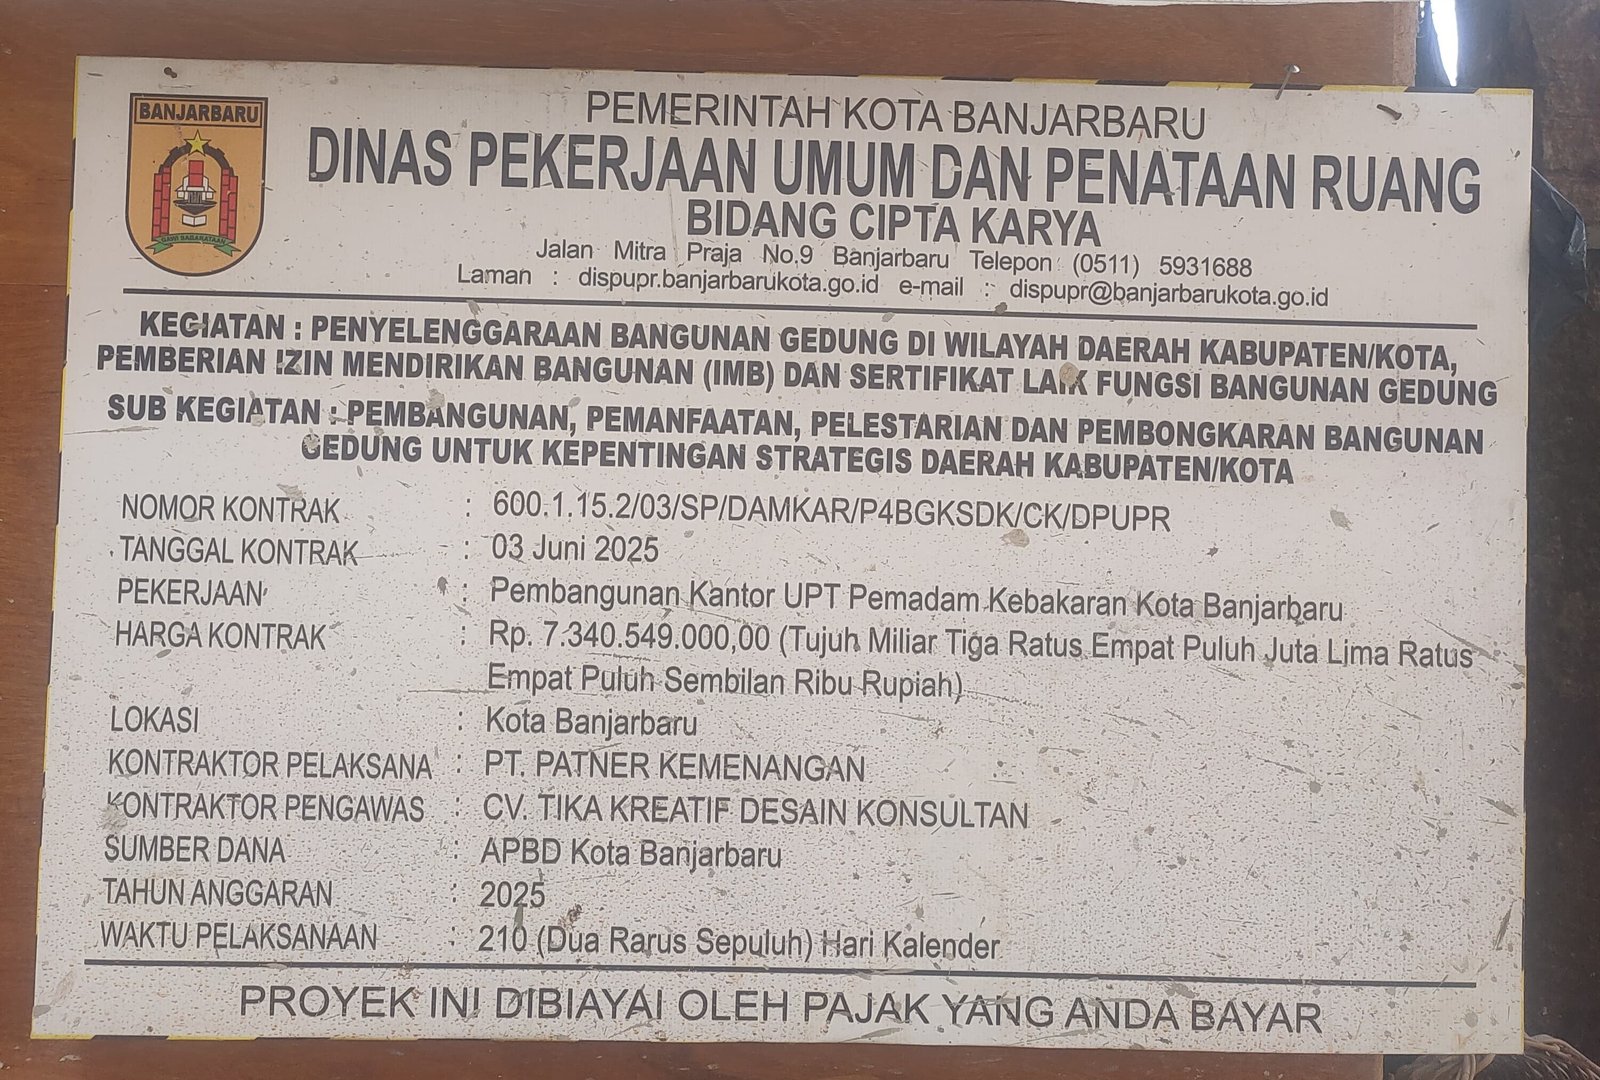 BANJARBARU
GAWI SABARATAAN
PEMERINTAH KOTA BANJARBARU
DINAS PEKERJAAN UMUM DAN PENATAAN RUANG
BIDANG CIPTA KARYA
Jalan Mitra Praja No.9 Banjarbaru Telepon (0511) 5931688
Laman : dispupr.banjarbarukota.go.id e-mail : dispupr@banjarbarukota.go.id
KEGIATAN : PENYELENGGARAAN BANGUNAN GEDUNG DI WILAYAH DAERAH KABUPATEN/KOTA,
PEMBERIAN IZIN MENDIRIKAN BANGUNAN (IMB) DAN SERTIFIKAT LAIK FUNGSI BANGUNAN GEDUNG
SUB KEGIATAN : PEMBANGUNAN, PEMANFAATAN, PELESTARIAN DAN PEMBONGKARAN BANGUNAN
GEDUNG UNTUK KEPENTINGAN STRATEGIS DAERAH KABUPATEN/KOTA
NOMOR KONTRAK : 600.1.15.2/03/SP/DAMKAR/P4BGKSDK/CK/DPUPR
TANGGAL KONTRAK : 03 Juni 2025
PEKERJAAN : Pembangunan Kantor UPT Pemadam Kebakaran Kota Banjarbaru
HARGA KONTRAK : Rp. 7.340.549.000,00 (Tujuh Miliar Tiga Ratus Empat Puluh Juta Lima Ratus
Empat Puluh Sembilan Ribu Rupiah)
LOKASI : Kota Banjarbaru
KONTRAKTOR PELAKSANA : PT. PATNER KEMENANGAN
KONTRAKTOR PENGAWAS : CV. TIKA KREATIF DESAIN KONSULTAN
SUMBER DANA : APBD Kota Banjarbaru
TAHUN ANGGARAN : 2025
WAKTU PELAKSANAAN : 210 (Dua Rarus Sepuluh) Hari Kalender
PROYEK INI DIBIAYAI OLEH PAJAK YANG ANDA BAYAR